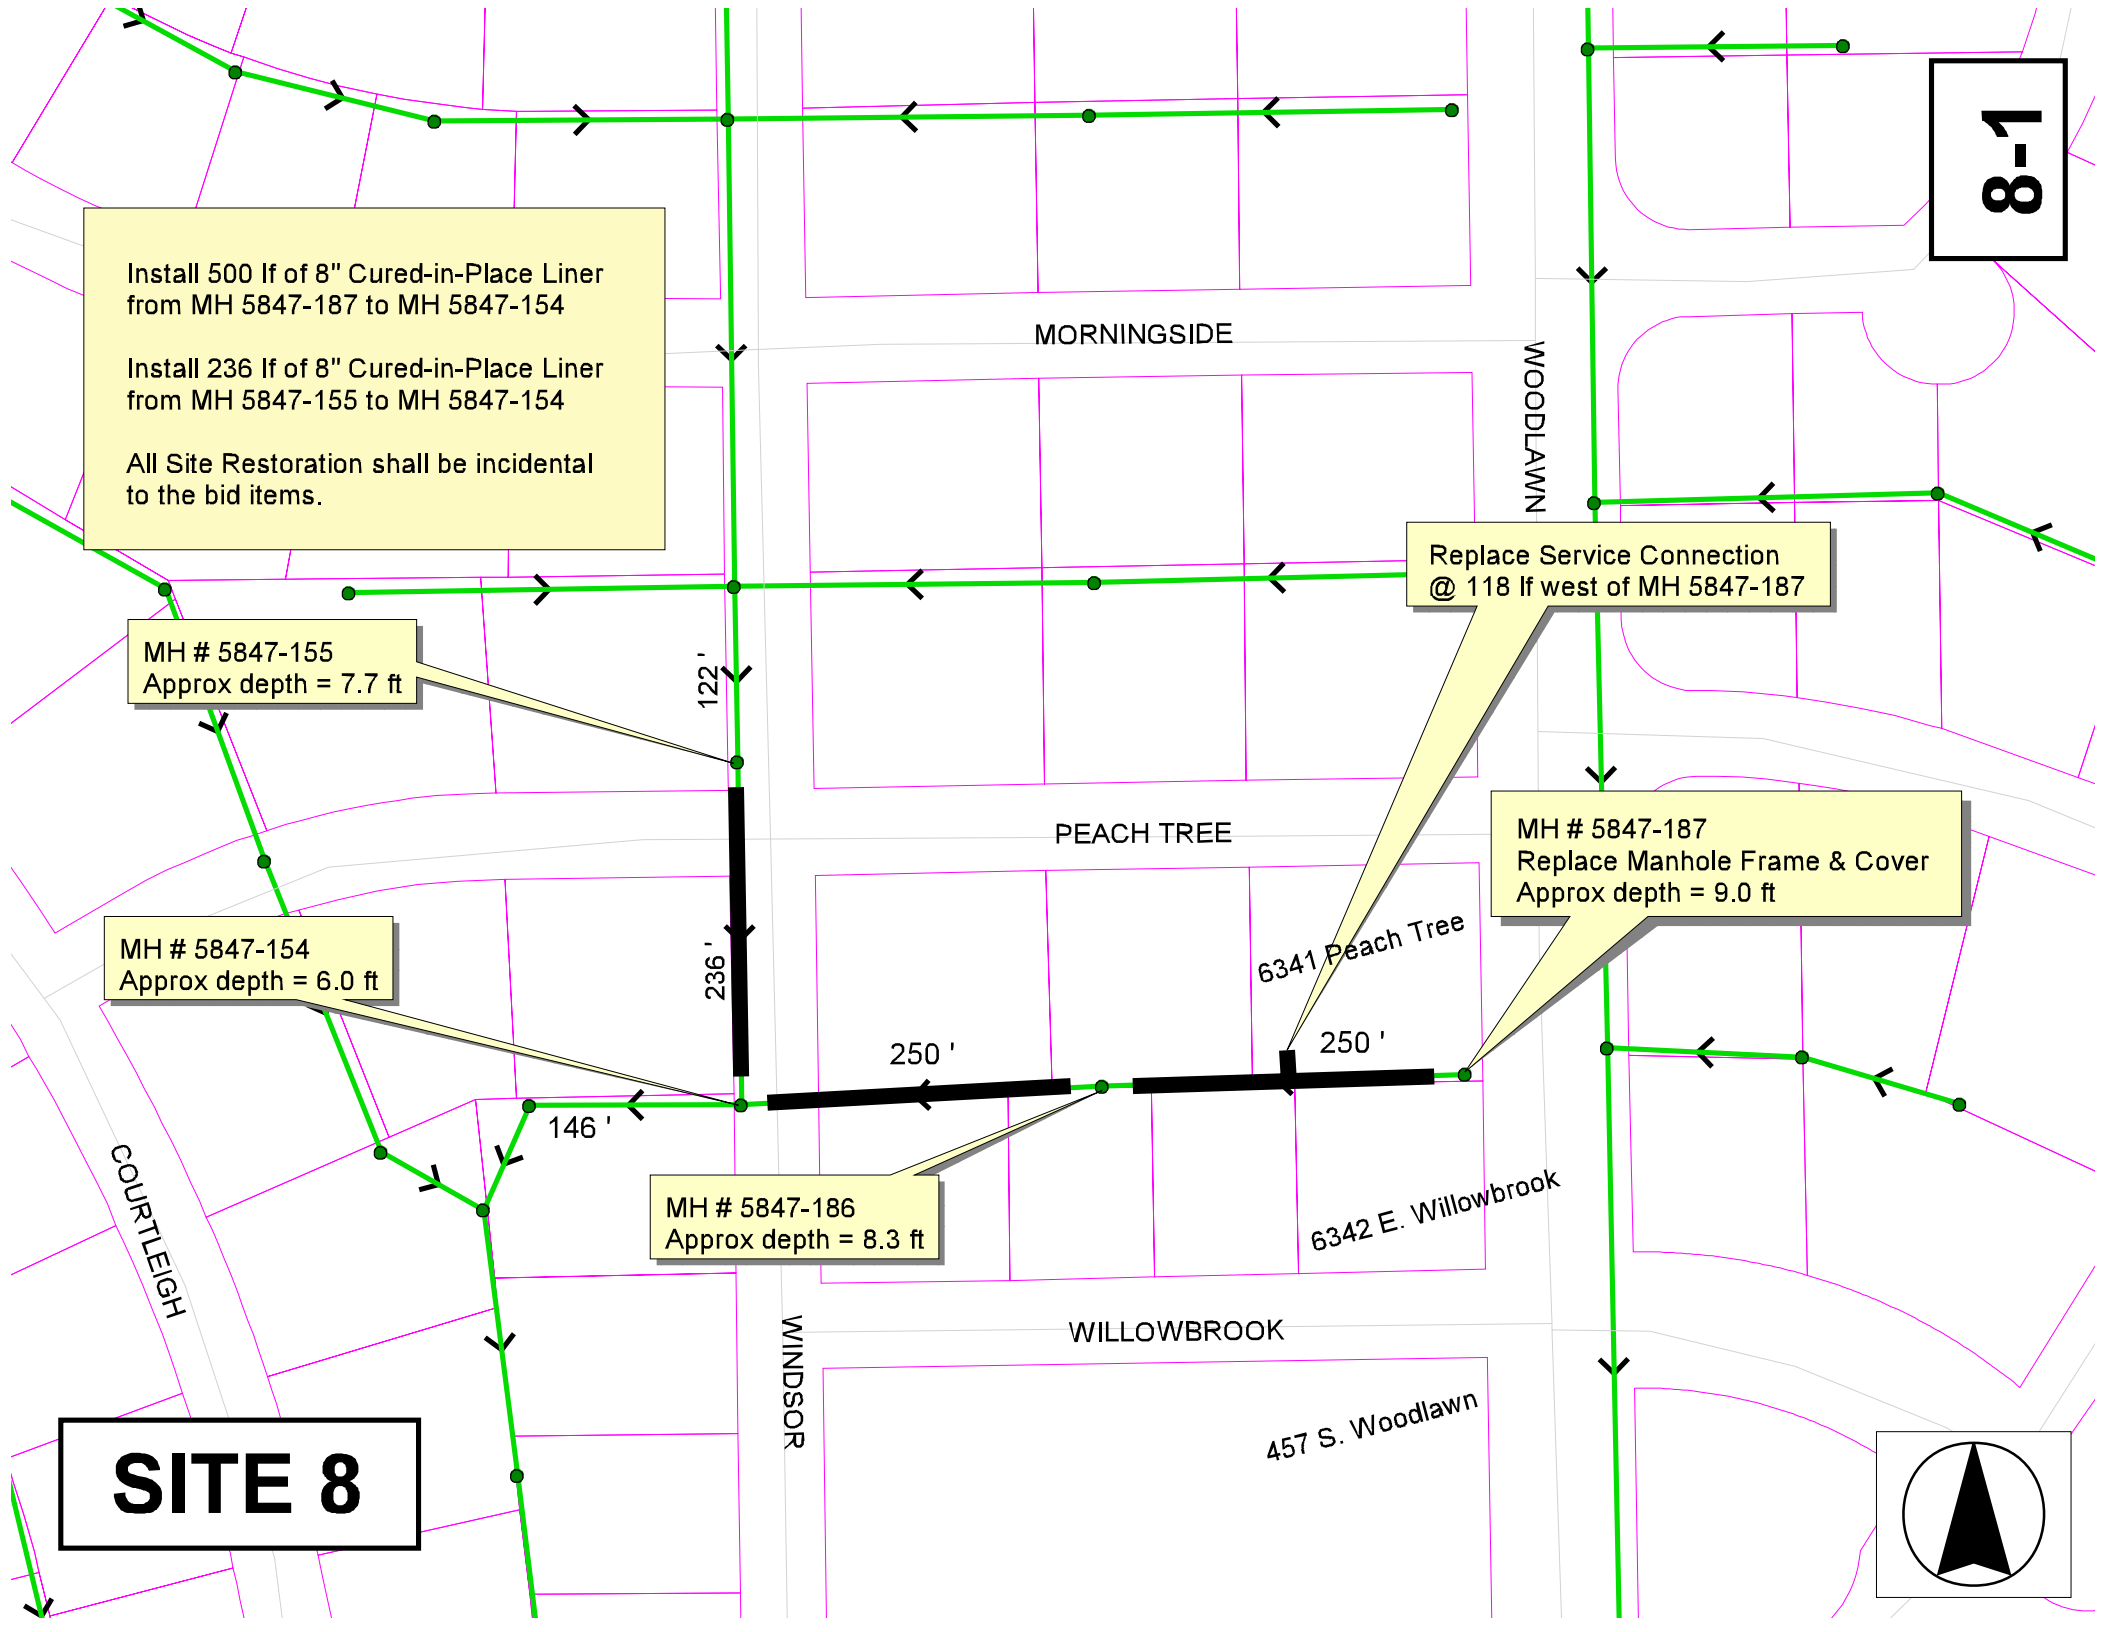 8-1
Install 500 lf of 8" Cured-in-Place Liner
from MH 5847-187 to MH 5847-154
Install 236 lf of 8" Cured-in-Place Liner
from MH 5847-155 to MH 5847-154
All Site Restoration shall be incidental
to the bid items.
MORNINGSIDE
WOODLAWN
Replace Service Connection
@ 118 lf west of MH 5847-187
MH # 5847-155
Approx depth = 7.7 ft
122 '
PEACH TREE
MH # 5847-187
Replace Manhole Frame & Cover
Approx depth = 9.0 ft
MH # 5847-154
Approx depth = 6.0 ft
236 '
6341 Peach Tree
250 '
250 '
146 '
MH # 5847-186
Approx depth = 8.3 ft
6342 E. Willowbrook
COURTLEIGH
WINDSOR
WILLOWBROOK
457 S. Woodlawn
SITE 8